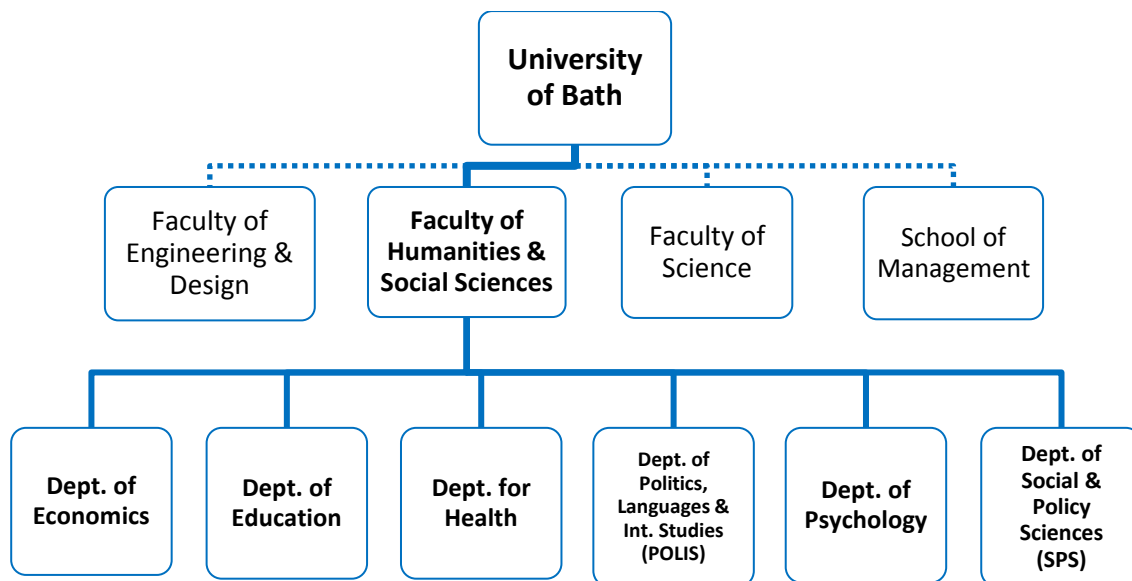 University
of Bath
Faculty of
Engineering &
Design
Faculty of
Humanities &
Social Sciences
Faculty of
Science
School of
Management
Dept. of
Economics
Dept. of
Education
Dept. for
Health
Dept. of
Politics,
Languages &
Int. Studies
(POLIS)
Dept. of
Psychology
Dept. of
Social &
Policy
Sciences
(SPS)